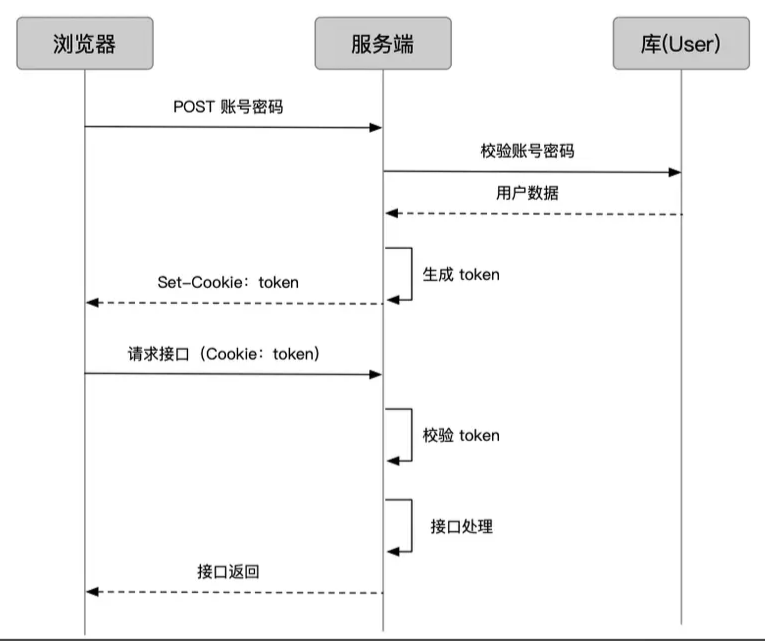 浏览器
服务端
库(User)
POST 账号密码
校验账号密码
用户数据
生成 token
Set-Cookie：token
请求接口（Cookie：token）
校验 token
接口处理
接口返回